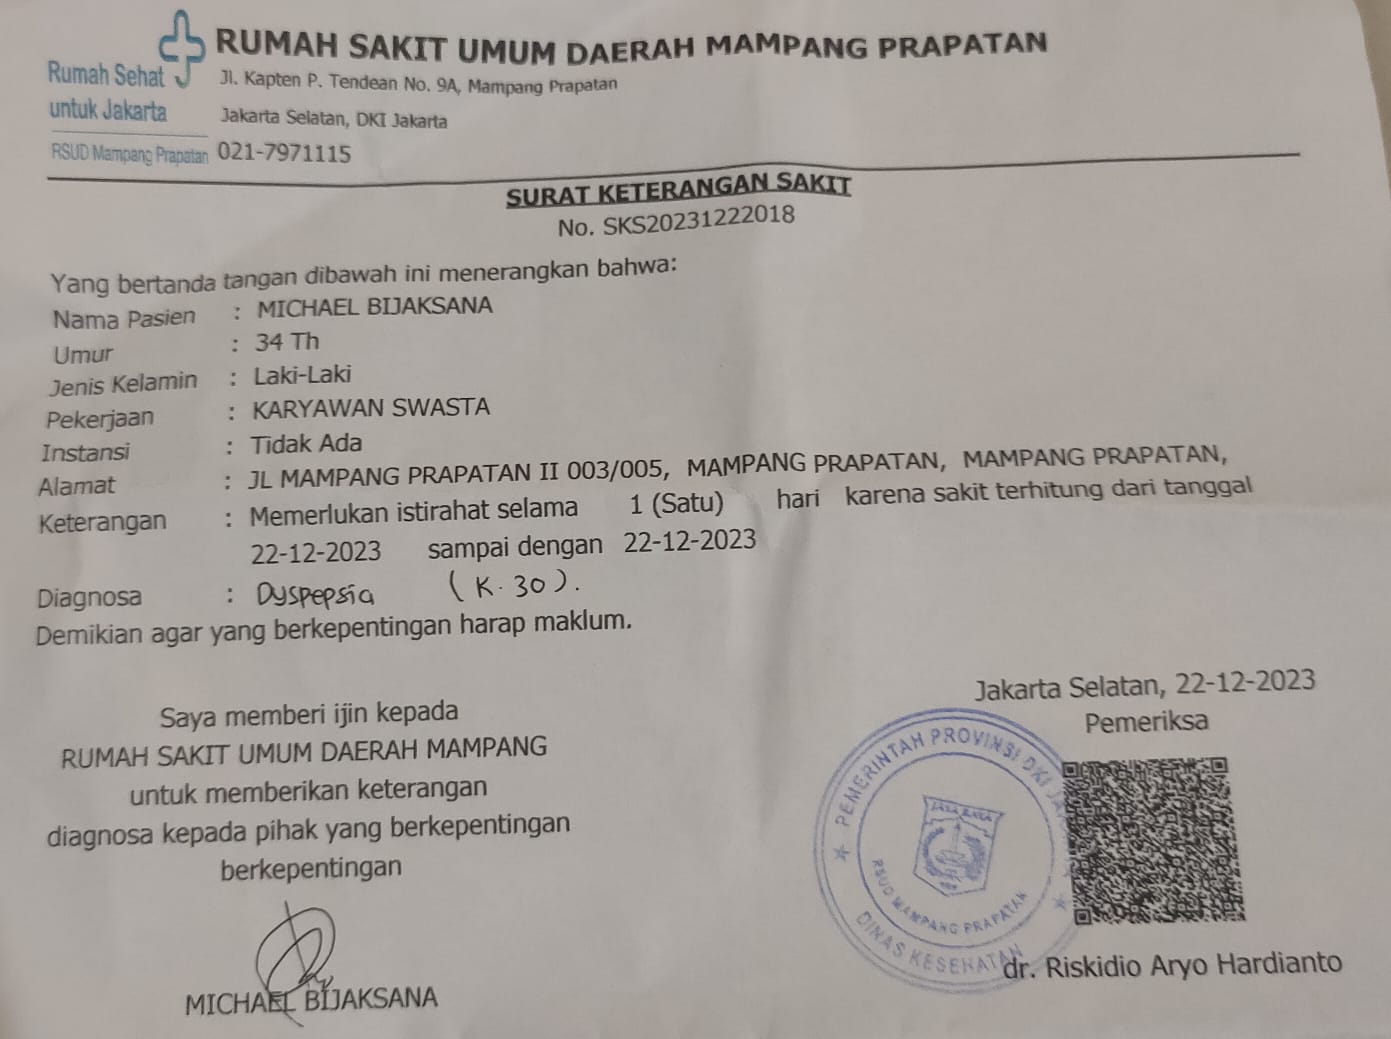 RUMAH SAKIT UMUM DAERAH MAMPANG PRAPATAN
Rumah Sehat
untuk Jakarta
RSUD Mampang Prapatan
Jl. Kapten P. Tendean No. 9A, Mampang Prapatan
Jakarta Selatan, DKI Jakarta
021-7971115
SURAT KETERANGAN SAKIT
No. SKS20231222018
Yang bertanda tangan dibawah ini menerangkan bahwa:
Nama Pasien : MICHAEL BIJAKSANA
Umur : 34 Th
Jenis Kelamin : Laki-Laki
Pekerjaan : KARYAWAN SWASTA
Instansi : Tidak Ada
Alamat : JL MAMPANG PRAPATAN II 003/005, MAMPANG PRAPATAN, MAMPANG PRAPATAN,
Keterangan : Memerlukan istirahat selama 1 (Satu) hari karena sakit terhitung dari tanggal
22-12-2023 sampai dengan 22-12-2023
Diagnosa : Dyspepsia (K.30).
Demikian agar yang berkepentingan harap maklum.
Saya memberi ijin kepada
RUMAH SAKIT UMUM DAERAH MAMPANG
untuk memberikan keterangan
diagnosa kepada pihak yang berkepentingan
berkepentingan
MICHAEL BIJAKSANA
Jakarta Selatan, 22-12-2023
Pemeriksa
PEMERINTAH PROVINSI DKI
JAYA RAYA
RSUD MAMPANG PRAPATAN
DINAS KESEHATAN
dr. Riskidio Aryo Hardianto